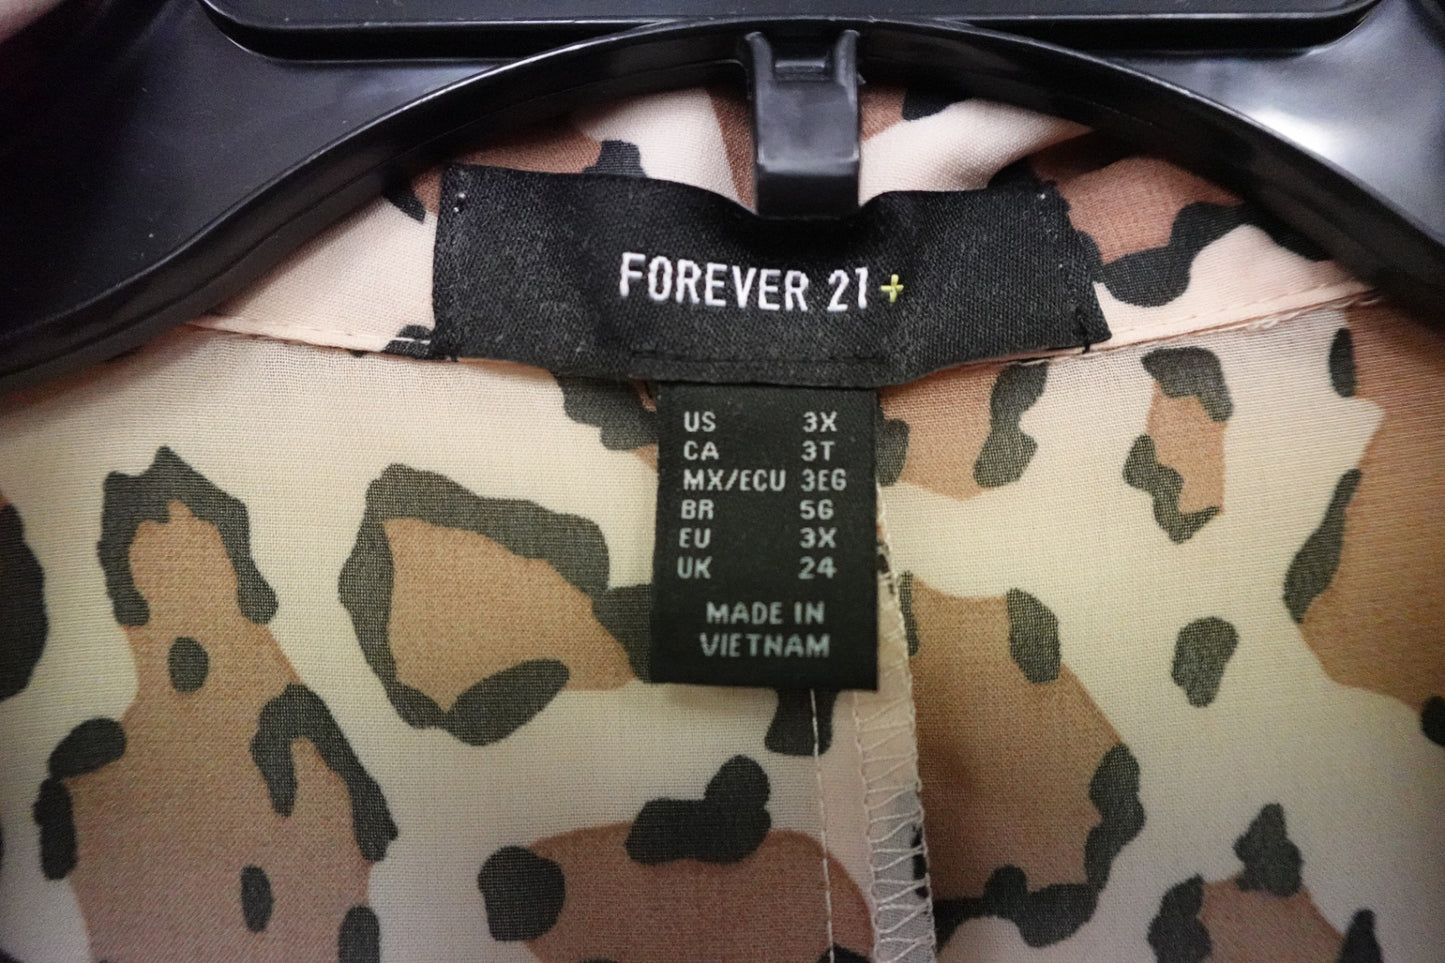 FOREVER 21+
US 3X
CA 3T
MX/ECU 3EG
BR 5G
EU 3X
UK 24
MADE IN
VIETNAM